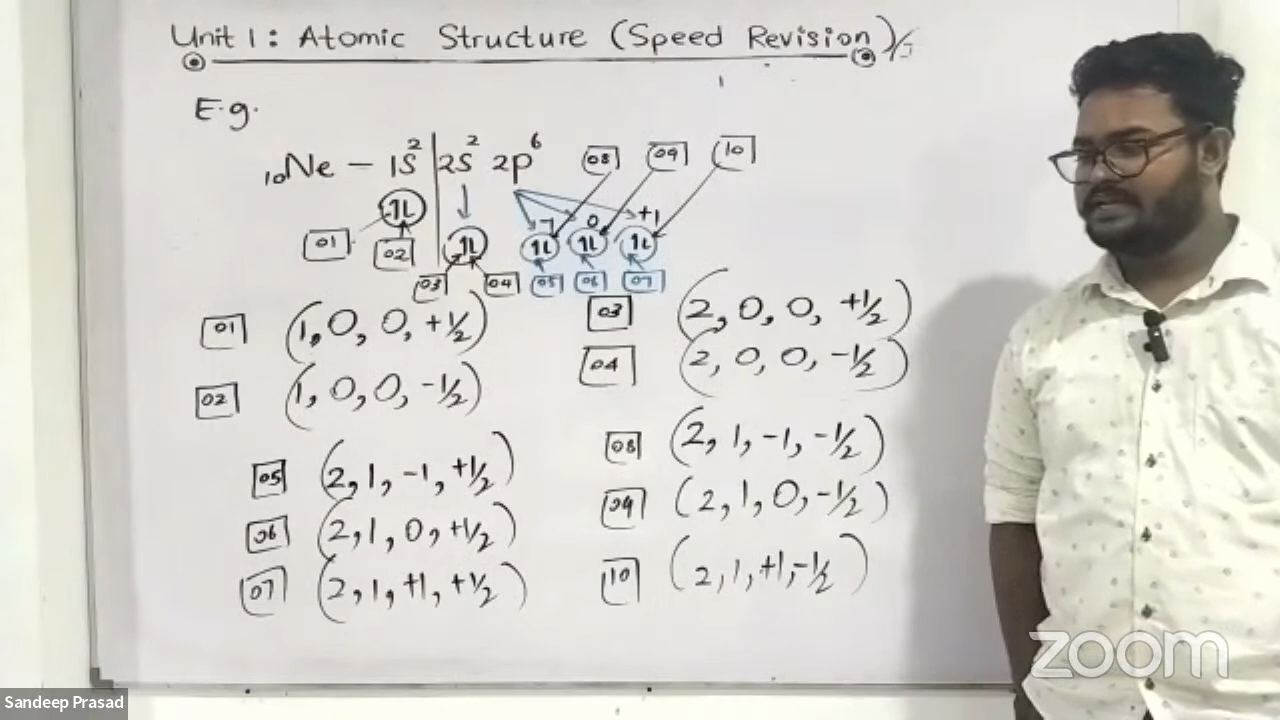 Unit 1: Atomic Structure (Speed Revision)
E.g.
₁₀Ne – 1s² 2s² 2p⁶
08 09 10
-1 0 +1
01 02 03 04 05 06 07
01 (1, 0, 0, +1/2)
02 (1, 0, 0, -1/2)
03 (2, 0, 0, +1/2)
04 (2, 0, 0, -1/2)
05 (2, 1, -1, +1/2)
06 (2, 1, 0, +1/2)
07 (2, 1, +1, +1/2)
08 (2, 1, -1, -1/2)
09 (2, 1, 0, -1/2)
10 (2, 1, +1, -1/2)
zoom
Sandeep Prasad